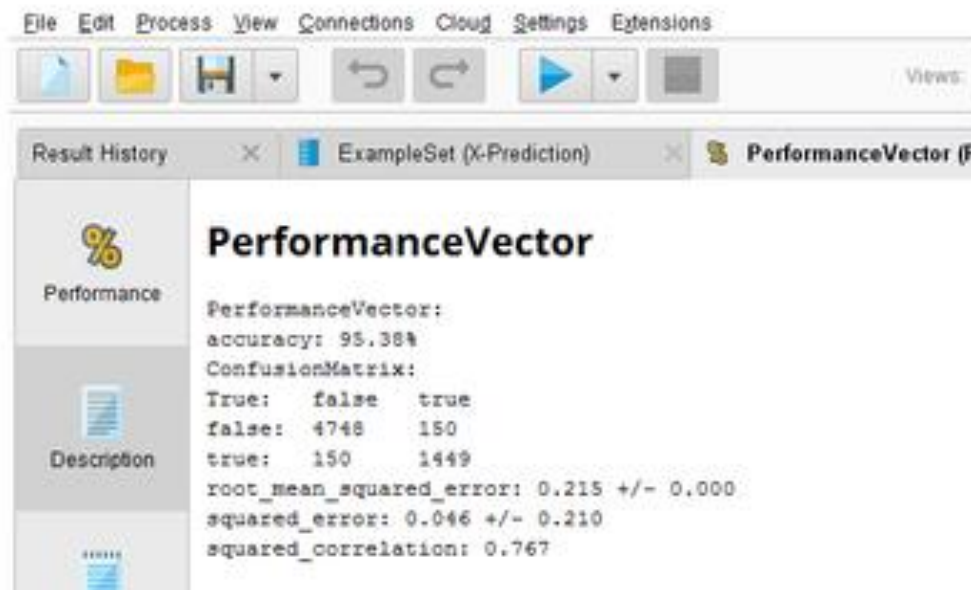 File Edit Process View Connections Cloud Settings Extensions
Views:
Result History ExampleSet (X-Prediction) PerformanceVector (P
Performance
Description
PerformanceVector
PerformanceVector:
accuracy: 95.38%
ConfusionMatrix:
True: false true
false: 4748 150
true: 150 1449
root_mean_squared_error: 0.215 +/- 0.000
squared_error: 0.046 +/- 0.210
squared_correlation: 0.767